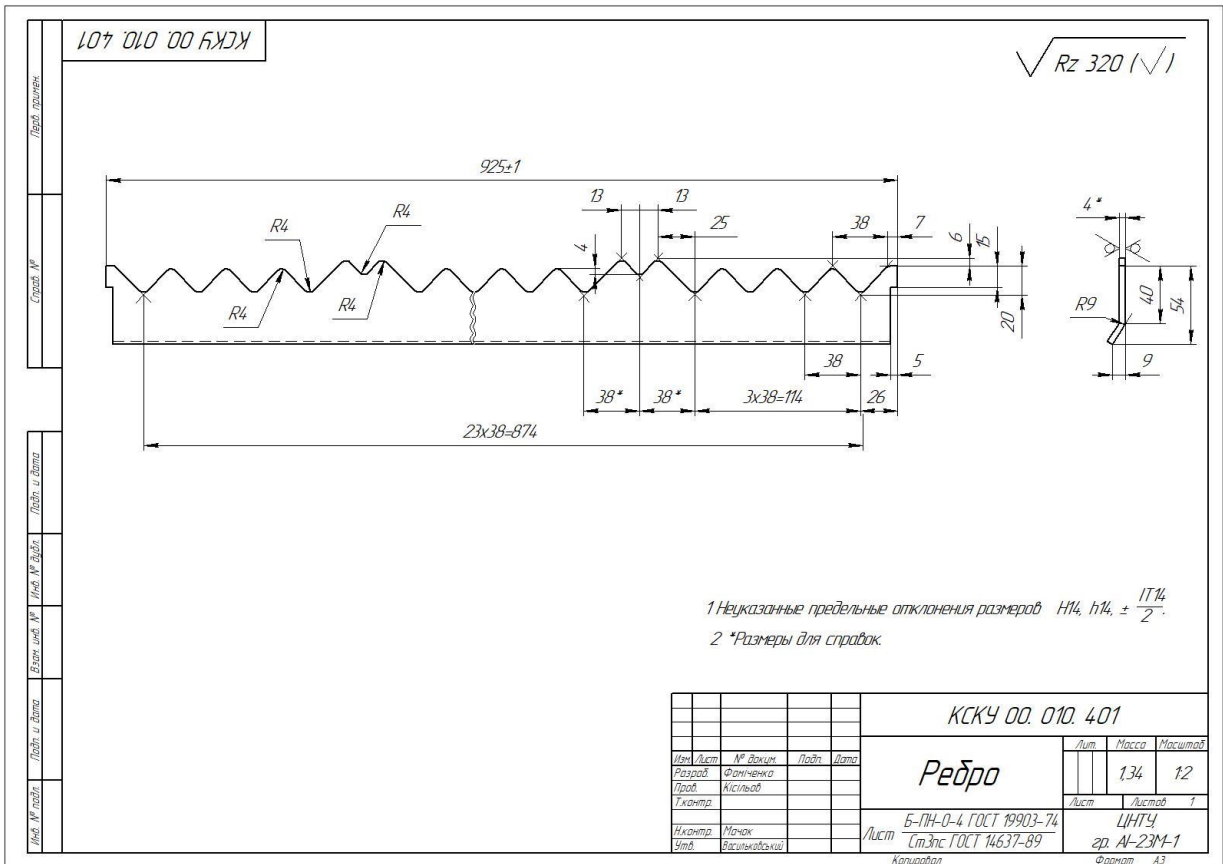 КСКУ 00. 010. 401
Rz 320 (√)
Перв. примен.
Справ. №
Подп. и дата
Инв. № дубл.
Взам. инв. №
Подп. и дата
Инв. № подл.
925±1
13
13
R4
R4
25
38
7
4
6
15
R4
R4
20
38
5
38*
38*
3х38=114
26
23х38=874
4*
R9
40
54
9
1 Неуказанные предельные отклонения размеров Н14, h14, ± IT14/2.
2 *Размеры для справок.
КСКУ 00. 010. 401
Изм. Лист № докум. Подп. Дата
Разраб. Фоміченко
Пров. Кісільов
Т.контр.
Н.контр. Мачок
Утв. Васильковський
Ребро
Лит. Масса Масштаб
1,34 1:2
Лист Листов 1
Лист Б-ПН-О-4 ГОСТ 19903-74
Ст3пс ГОСТ 14637-89
ЦНТУ,
гр. АІ-23М-1
Копировал Формат А3